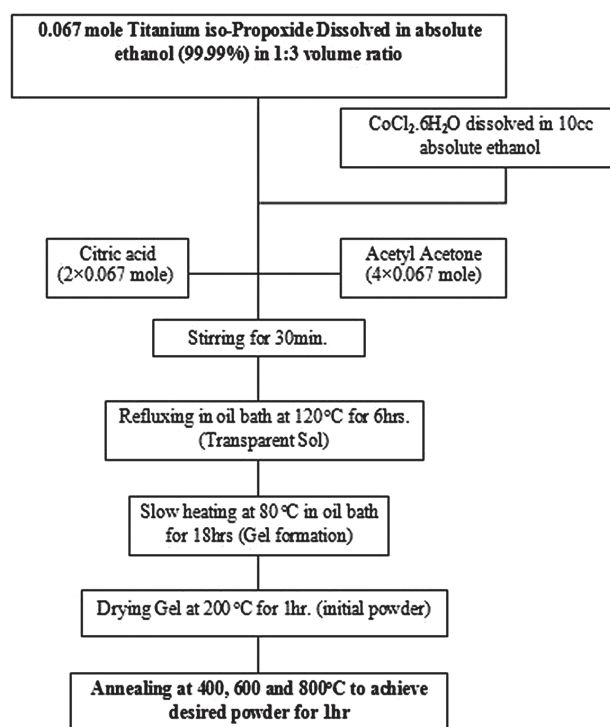 0.067 mole Titanium iso-Propoxide Dissolved in absolute
ethanol (99.99%) in 1:3 volume ratio
CoCl₂.6H₂O dissolved in 10cc
absolute ethanol
Citric acid
(2×0.067 mole)
Acetyl Acetone
(4×0.067 mole)
Stirring for 30min.
Refluxing in oil bath at 120°C for 6hrs.
(Transparent Sol)
Slow heating at 80°C in oil bath
for 18hrs (Gel formation)
Drying Gel at 200°C for 1hr. (initial powder)
Annealing at 400, 600 and 800°C to achieve
desired powder for 1hr